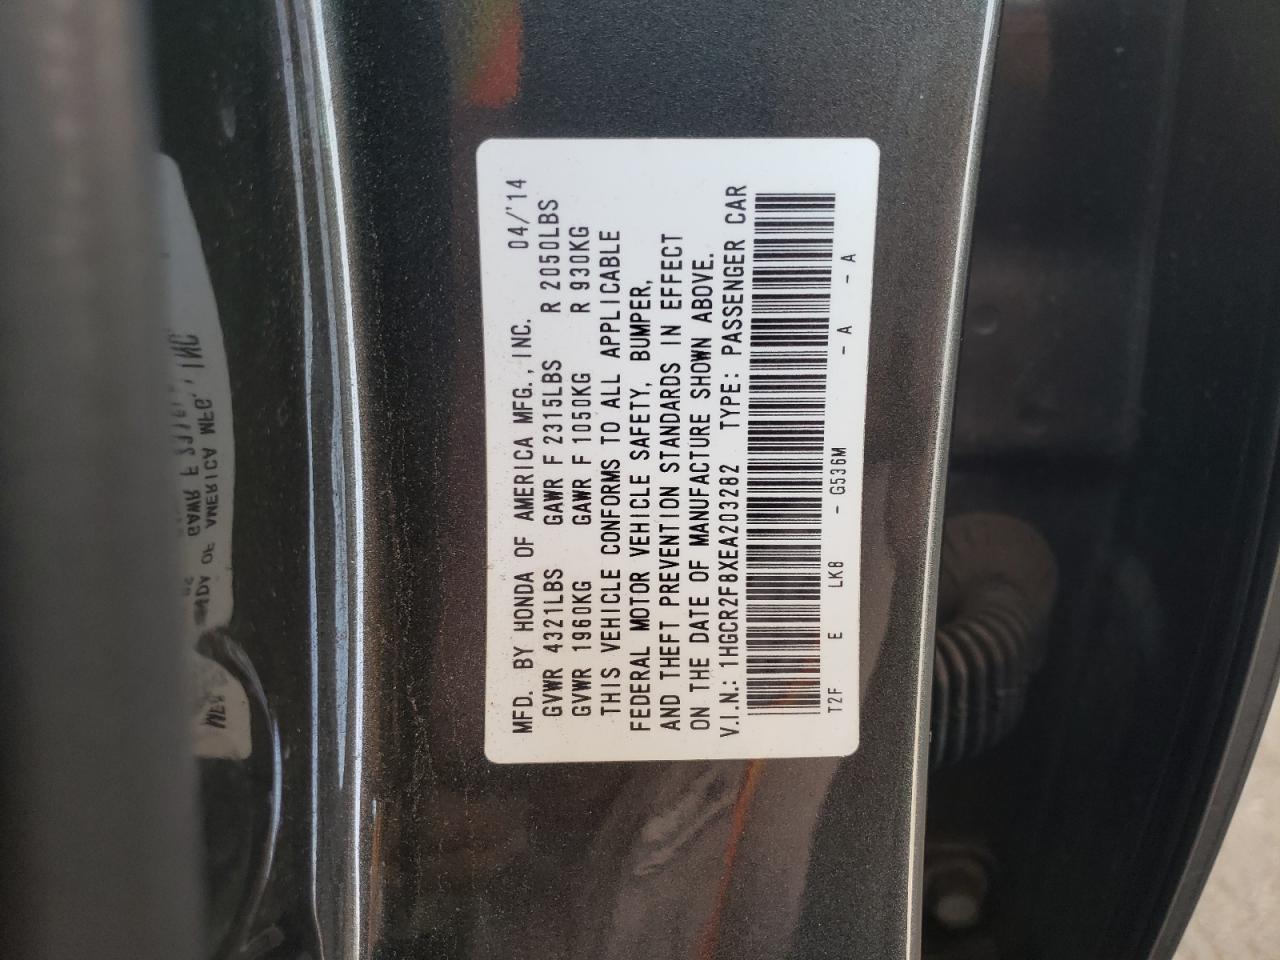 MFD. BY HONDA OF AMERICA MFG., INC. 04/'14
GVWR 4321LBS GAWR F 2315LBS R 2050LBS
GVWR 1960KG GAWR F 1050KG R 930KG
THIS VEHICLE CONFORMS TO ALL APPLICABLE
FEDERAL MOTOR VEHICLE SAFETY, BUMPER,
AND THEFT PREVENTION STANDARDS IN EFFECT
ON THE DATE OF MANUFACTURE SHOWN ABOVE.
V.I.N.: 1HGCR2F8XEA203282 TYPE: PASSENGER CAR
T2F E LK8 - G536M - A - A